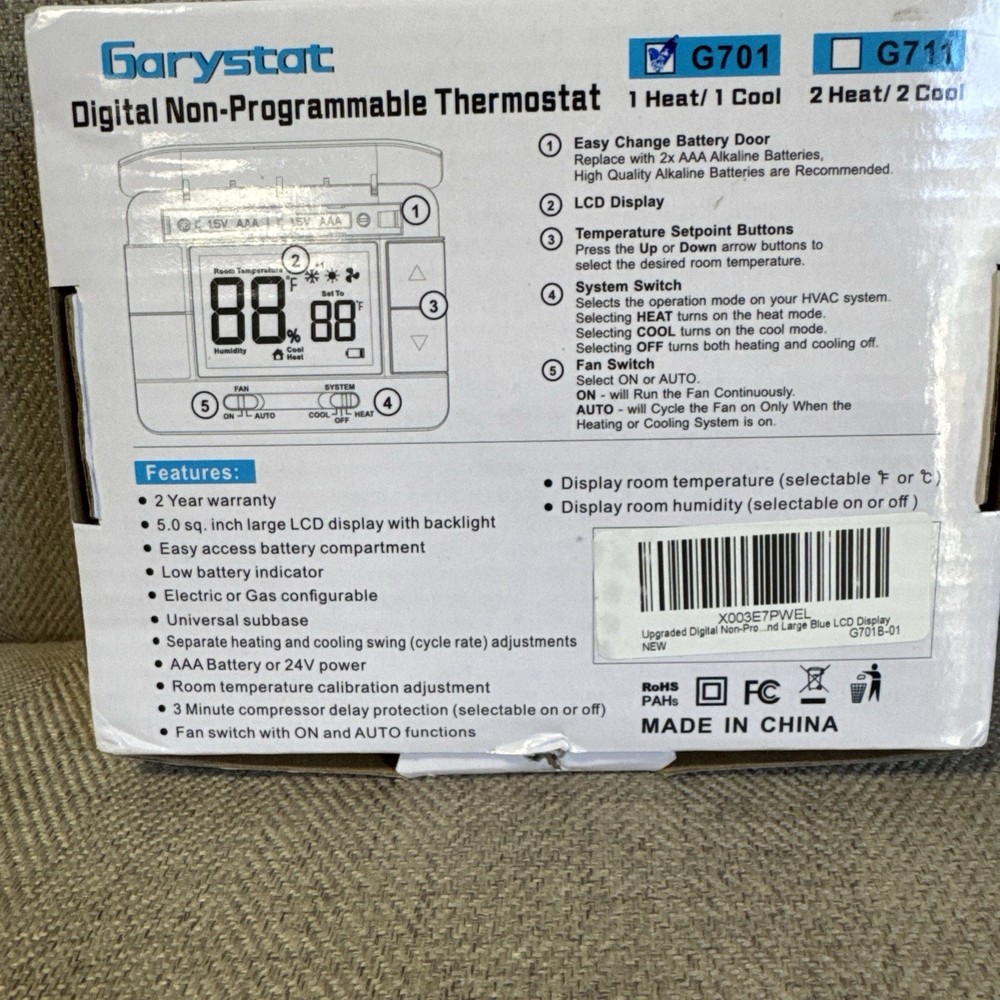 Garystat
G701
G711
Digital Non-Programmable Thermostat
1 Heat/ 1 Cool
2 Heat/ 2 Cool
1 Easy Change Battery Door
Replace with 2x AAA Alkaline Batteries,
High Quality Alkaline Batteries are Recommended.
2 LCD Display
3 Temperature Setpoint Buttons
Press the Up or Down arrow buttons to
select the desired room temperature.
4 System Switch
Selects the operation mode on your HVAC system.
Selecting HEAT turns on the heat mode.
Selecting COOL turns on the cool mode.
Selecting OFF turns both heating and cooling off.
5 Fan Switch
Select ON or AUTO.
ON - will Run the Fan Continuously.
AUTO - will Cycle the Fan on Only When the
Heating or Cooling System is on.
1.5V AAA 1.5V AAA
1
2
Room Temperature
°F
Set To
88
% 88 °F
Humidity
Cool
Heat
3
FAN
SYSTEM
5
4
ON AUTO
COOL HEAT
OFF
Features:
• 2 Year warranty
• 5.0 sq. inch large LCD display with backlight
• Easy access battery compartment
• Low battery indicator
• Electric or Gas configurable
• Universal subbase
• Separate heating and cooling swing (cycle rate) adjustments
• AAA Battery or 24V power
• Room temperature calibration adjustment
• 3 Minute compressor delay protection (selectable on or off)
• Fan switch with ON and AUTO functions
• Display room temperature (selectable °F or °C)
• Display room humidity (selectable on or off )
X003E7PWEL
Upgraded Digital Non-Pro...nd Large Blue LCD Display
NEW
G701B-01
RoHS
PAHs
FC
MADE IN CHINA